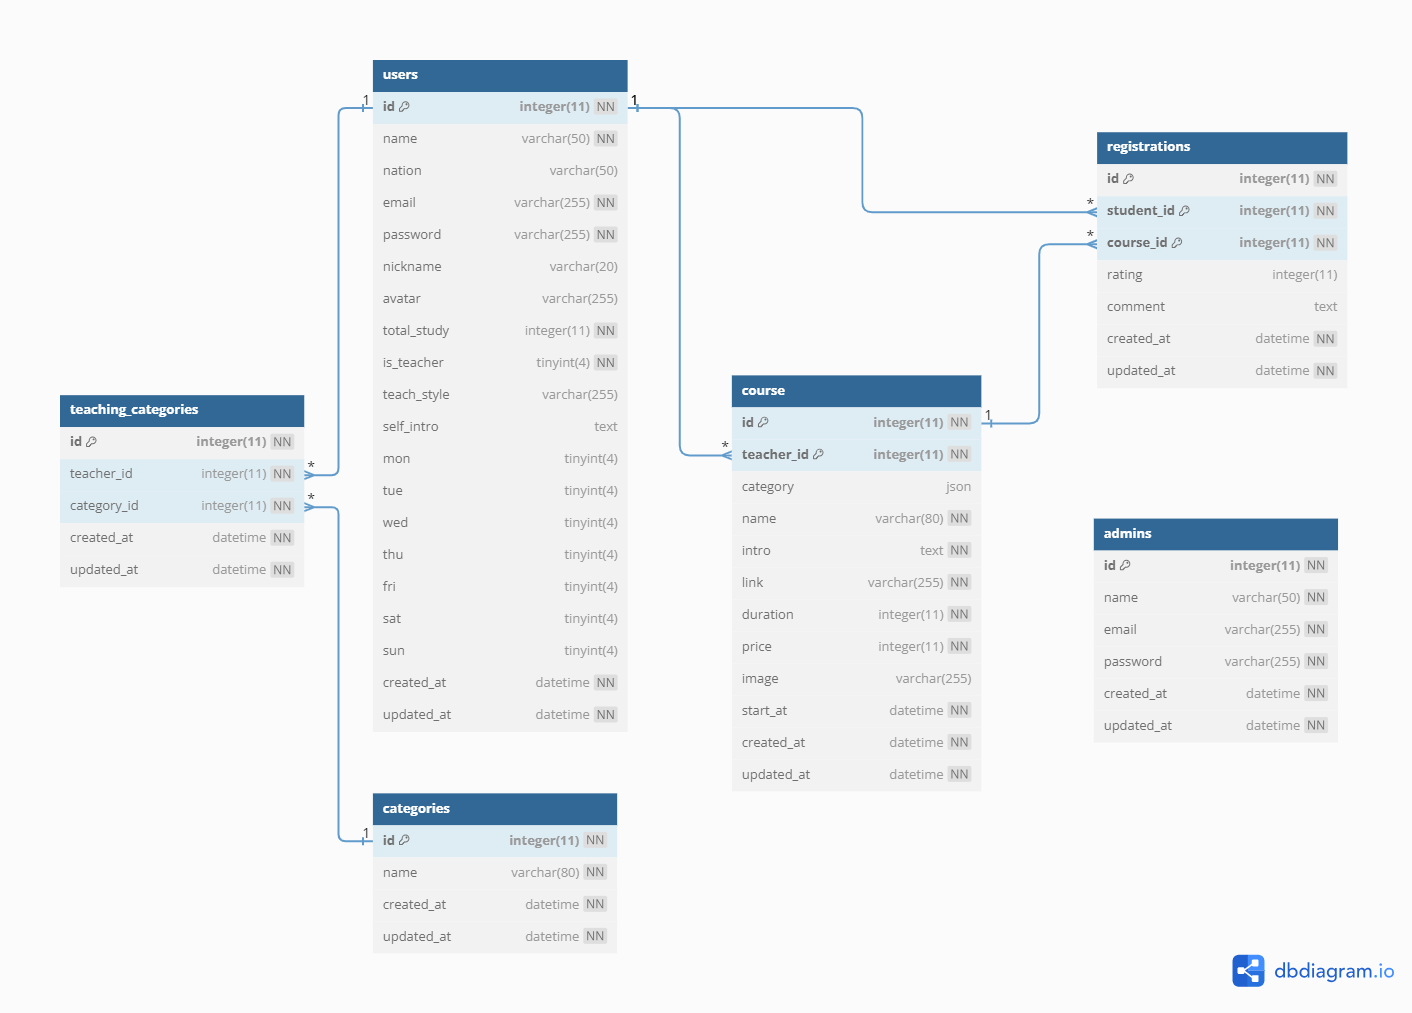 users
id integer(11) NN
name varchar(50) NN
nation varchar(50)
email varchar(255) NN
password varchar(255) NN
nickname varchar(20)
avatar varchar(255)
total_study integer(11) NN
is_teacher tinyint(4) NN
teach_style varchar(255)
self_intro text
mon tinyint(4)
tue tinyint(4)
wed tinyint(4)
thu tinyint(4)
fri tinyint(4)
sat tinyint(4)
sun tinyint(4)
created_at datetime NN
updated_at datetime NN
1
1
registrations
id integer(11) NN
* student_id integer(11) NN
* course_id integer(11) NN
rating integer(11)
comment text
created_at datetime NN
updated_at datetime NN
teaching_categories
id integer(11) NN
teacher_id integer(11) NN *
category_id integer(11) NN *
created_at datetime NN
updated_at datetime NN
course
id integer(11) NN 1
* teacher_id integer(11) NN
category json
name varchar(80) NN
intro text NN
link varchar(255) NN
duration integer(11) NN
price integer(11) NN
image varchar(255)
start_at datetime NN
created_at datetime NN
updated_at datetime NN
admins
id integer(11) NN
name varchar(50) NN
email varchar(255) NN
password varchar(255) NN
created_at datetime NN
updated_at datetime NN
categories
1 id integer(11) NN
name varchar(80) NN
created_at datetime NN
updated_at datetime NN
dbdiagram.io